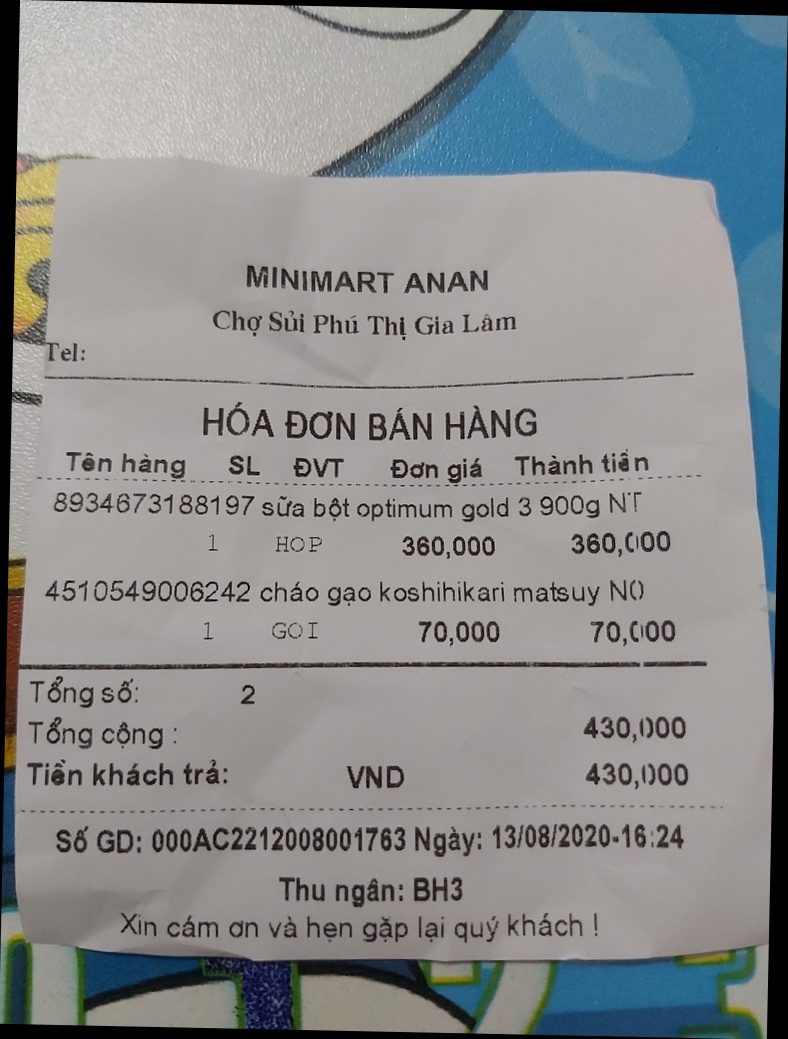 MINIMART ANAN
Chợ Sủi Phú Thị Gia Lâm
Tel:
HÓA ĐƠN BÁN HÀNG
Tên hàng SL ĐVT Đơn giá Thành tiền
8934673188197 sữa bột optimum gold 3 900g NT
1 HOP 360,000 360,000
4510549006242 cháo gạo koshihikari matsuy NO
1 GOI 70,000 70,000
Tổng số: 2
Tổng cộng : 430,000
Tiền khách trả: VND 430,000
Số GD: 000AC2212008001763 Ngày: 13/08/2020-16:24
Thu ngân: BH3
Xin cám ơn và hẹn gặp lại quý khách !